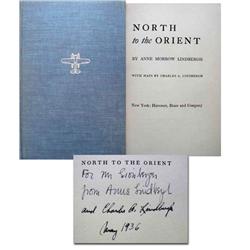 NORTH
to the ORIENT
BY ANNE MORROW LINDBERGH
WITH MAPS BY CHARLES A. LINDBERGH
New York: Harcourt, Brace and Company
NORTH TO THE ORIENT
For Mr
from Anne Lindbergh
and Charles A. Lindbergh
May 1936